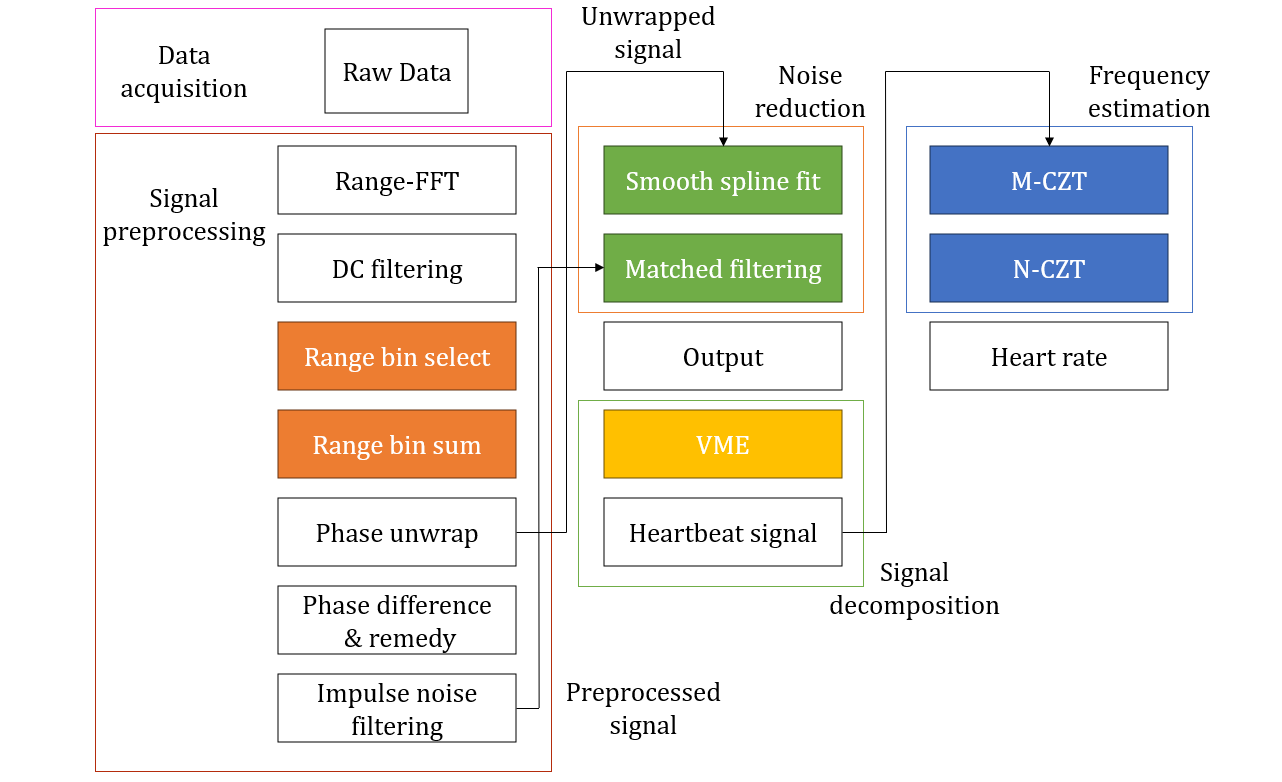 Data
acquisition
Raw Data
Signal
preprocessing
Range-FFT
DC filtering
Range bin select
Range bin sum
Phase unwrap
Phase difference
& remedy
Impulse noise
filtering
Unwrapped
signal
Preprocessed
signal
Noise
reduction
Smooth spline fit
Matched filtering
Output
VME
Heartbeat signal
Signal
decomposition
Frequency
estimation
M-CZT
N-CZT
Heart rate